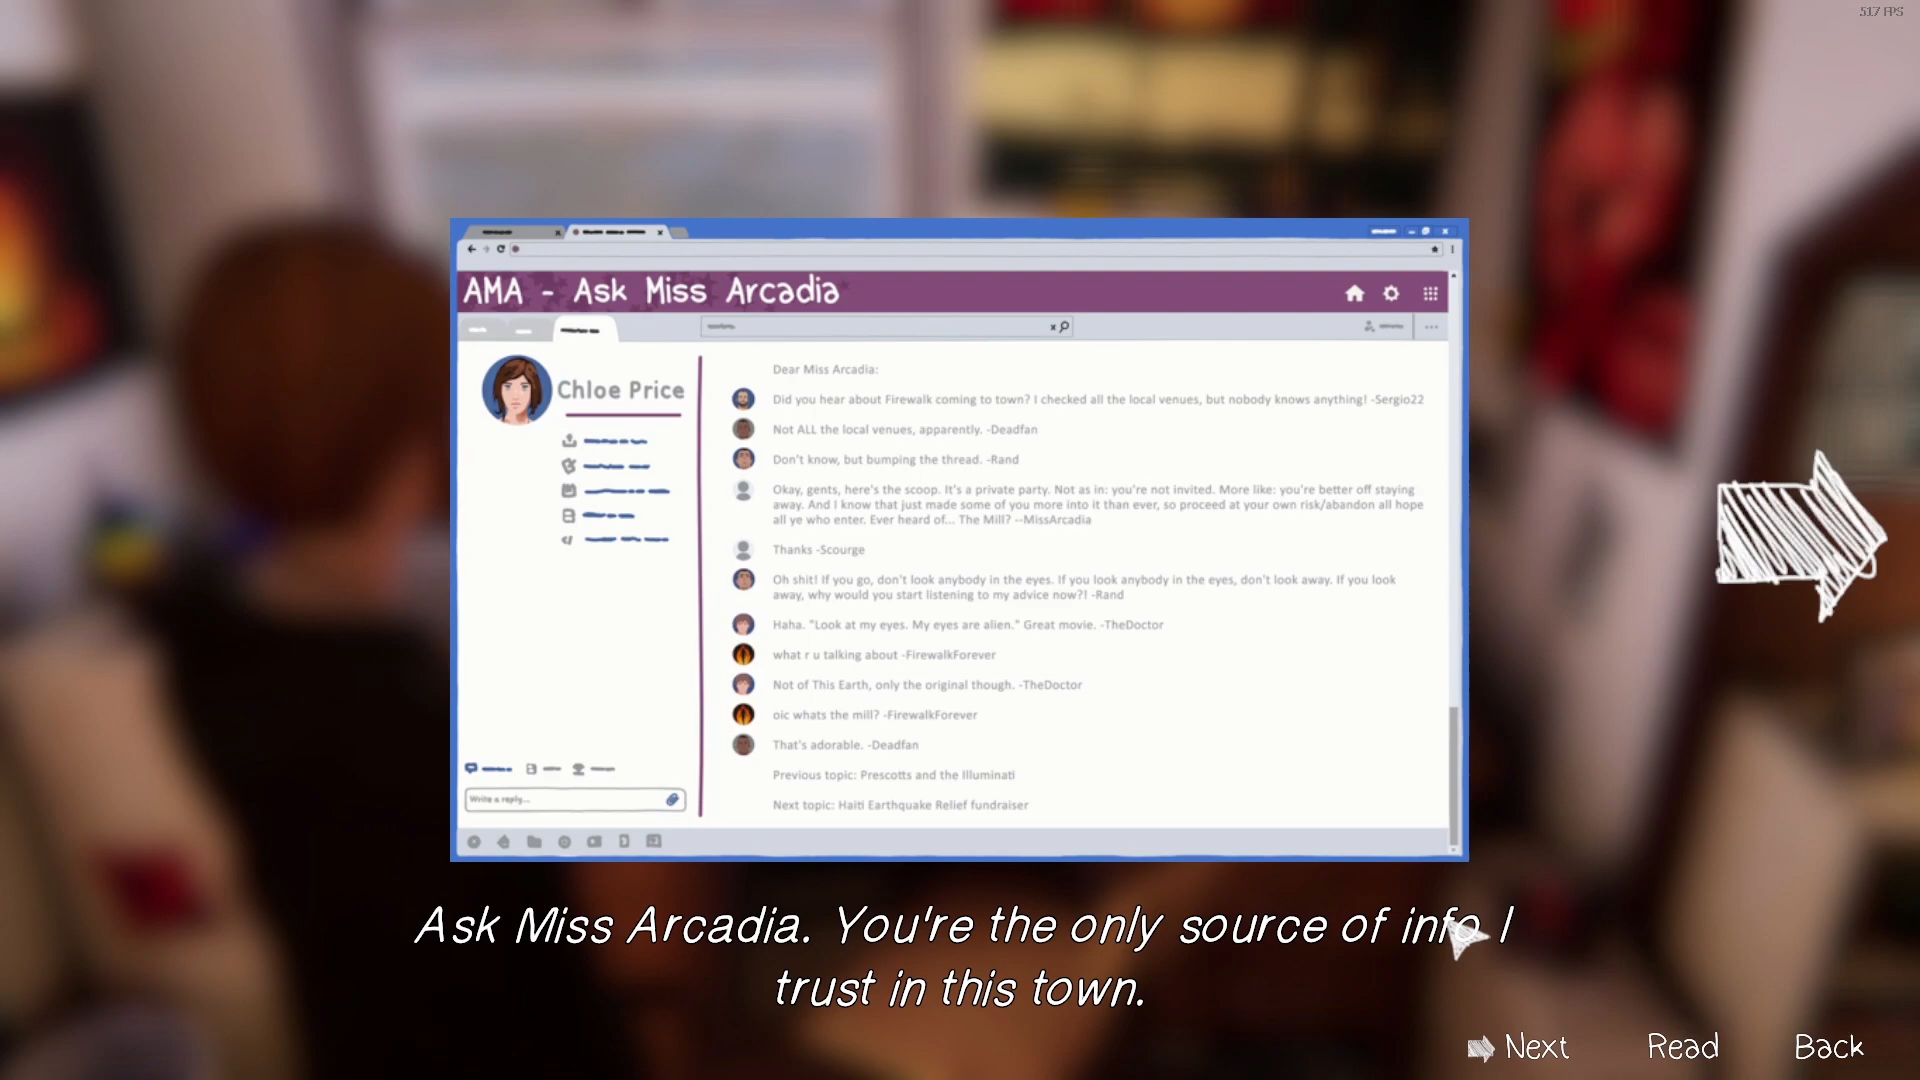 517 FPS
AMA - Ask Miss Arcadia
Chloe Price
Dear Miss Arcadia:
Did you hear about Firewalk coming to town? I checked all the local venues, but nobody knows anything! -Sergio22
Not ALL the local venues, apparently. -Deadfan
Don't know, but bumping the thread. -Rand
Okay, gents, here's the scoop. It's a private party. Not as in: you're not invited. More like: you're better off staying
away. And I know that just made some of you more into it than ever, so proceed at your own risk/abandon all hope
all ye who enter. Ever heard of... The Mill? --MissArcadia
Thanks -Scourge
Oh shit! If you go, don't look anybody in the eyes. If you look anybody in the eyes, don't look away. If you look
away, why would you start listening to my advice now?! -Rand
Haha. "Look at my eyes. My eyes are alien." Great movie. -TheDoctor
what r u talking about -FirewalkForever
Not of This Earth, only the original though. -TheDoctor
oic whats the mill? -FirewalkForever
That's adorable. -Deadfan
Previous topic: Prescotts and the Illuminati
Next topic: Haiti Earthquake Relief fundraiser
Write a reply...
Ask Miss Arcadia. You're the only source of info I
trust in this town.
Next Read Back